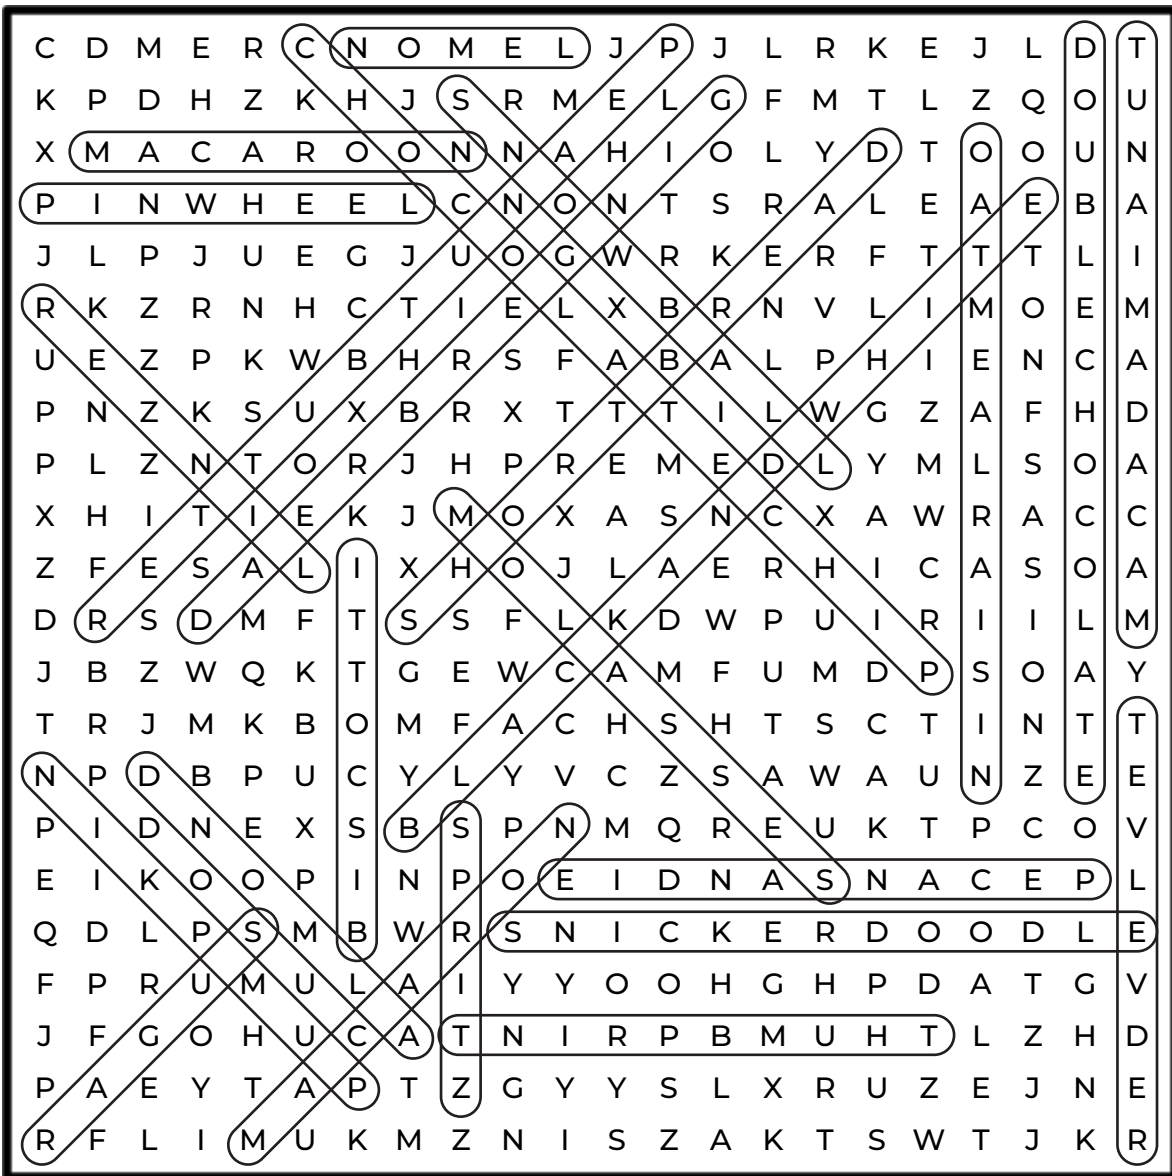 C D M E R C N O M E L J P J L R K E J L D T
K P D H Z K H J S R M E L G F M T L Z Q O U
X M A C A R O O N N A H I O L Y D T O O U N
P I N W H E E L C N O N T S R A L E A E B A
J L P J U E G J U O G W R K E R F T T T L I
R K Z R N H C T I E L X B R N V L I M O E M
U E Z P K W B H R S F A B A L P H I E N C A
P N Z K S U X B R X T T T I L W G Z A F H D
P L Z N T O R J H P R E M E D L Y M L S O A
X H I T I E K J M O X A S N C X A W R A C C
Z F E S A L I X H O J L A E R H I C A S O A
D R S D M F T S S F L K D W P U I R I I L M
J B Z W Q K T G E W C A M F U M D P S O A Y
T R J M K B O M F A C H S H T S C T I N T T
N P D B P U C Y L Y V C Z S A W A U N Z E E
P I D N E X S B S P N M Q R E U K T P C O V
E I K O O P I N P O E I D N A S N A C E P L
Q D L P S M B W R S N I C K E R D O O D L E
F P R U M U L A I Y Y O O H G H P D A T G V
J F G O H U C A T N I R P B M U H T L Z H D
P A E Y T A P T Z G Y Y S L X R U Z E J N E
R F L I M U K M Z N I S Z A K T S W T J K R